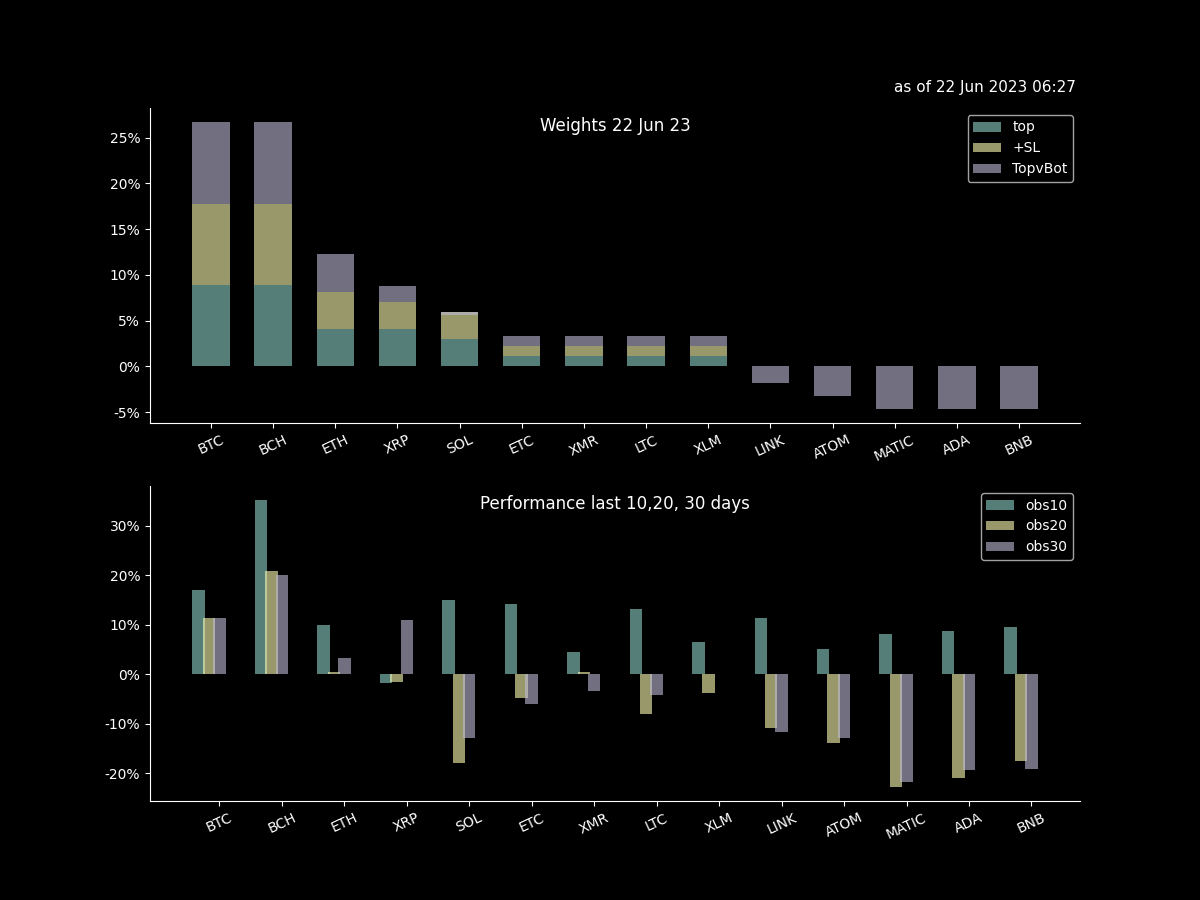 as of 22 Jun 2023 06:27
Weights 22 Jun 23
top
+SL
TopvBot
25%
20%
15%
10%
5%
0%
-5%
BTC BCH ETH XRP SOL ETC XMR LTC XLM LINK ATOM MATIC ADA BNB
Performance last 10,20, 30 days
obs10
obs20
obs30
30%
20%
10%
0%
-10%
-20%
BTC BCH ETH XRP SOL ETC XMR LTC XLM LINK ATOM MATIC ADA BNB